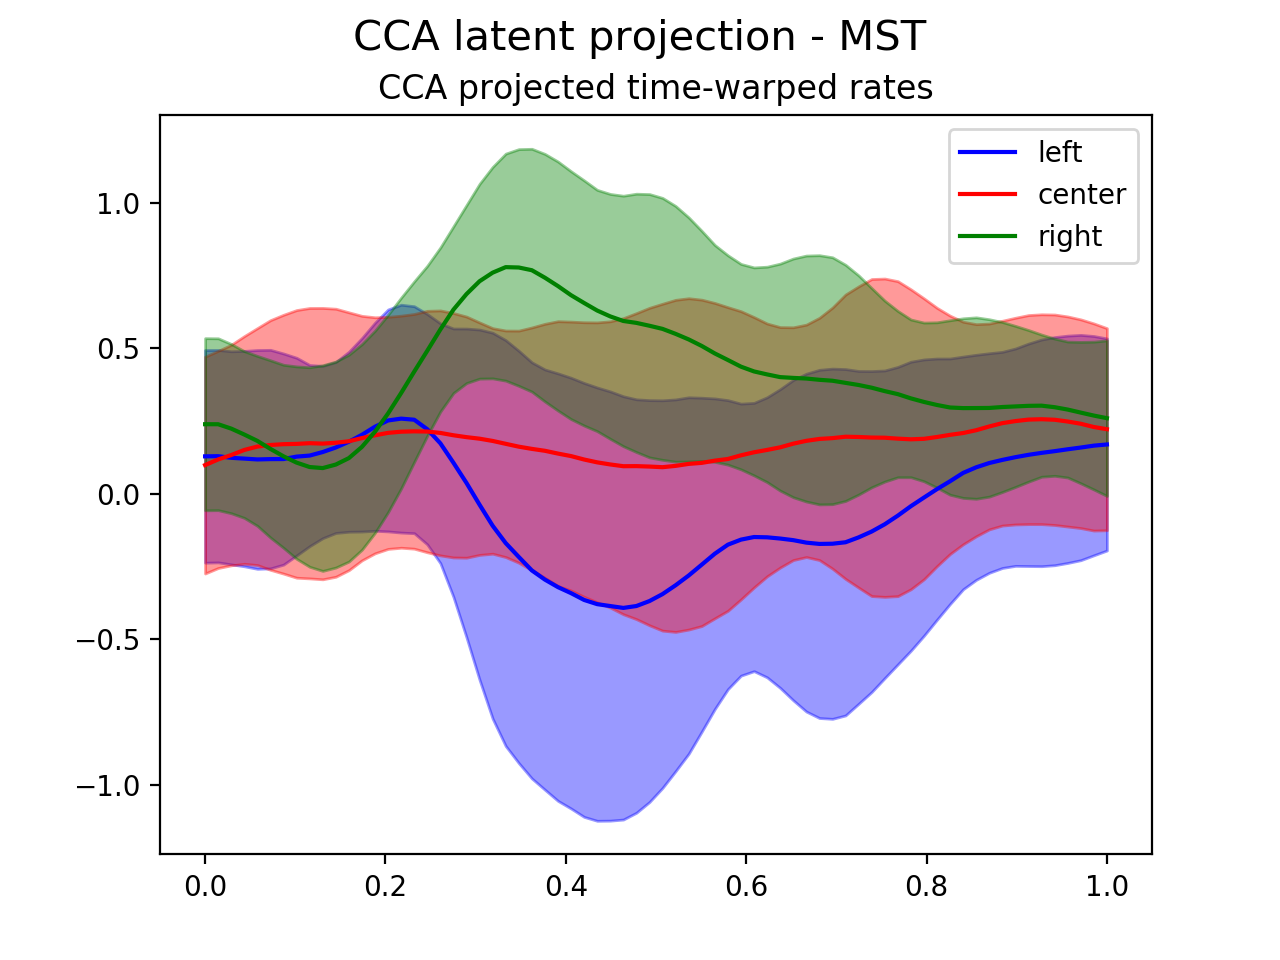 CCA latent projection - MST
CCA projected time-warped rates
left
center
right
1.0
0.5
0.0
−0.5
−1.0
0.0 0.2 0.4 0.6 0.8 1.0